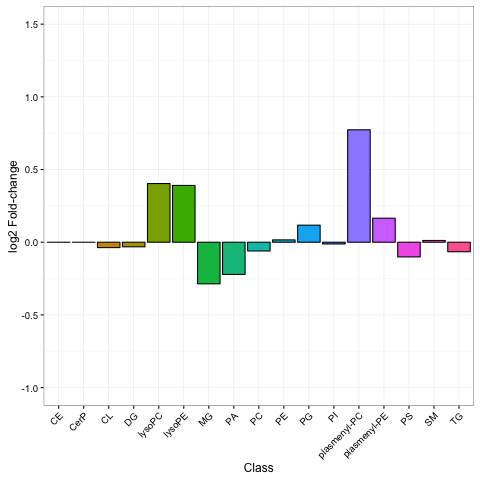 log2 Fold-change
1.5
1.0
0.5
0.0
-0.5
-1.0
CE
CerP
CL
DG
lysoPC
lysoPE
MG
PA
PC
PE
PG
PI
plasmenyl-PC
plasmenyl-PE
PS
SM
TG
Class